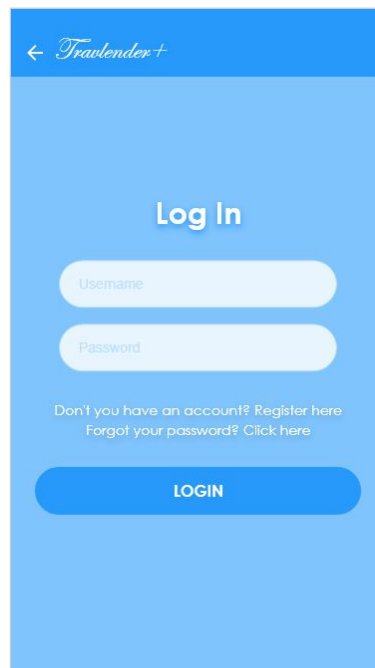 Travlender+
Log In
Username
Password
Don't you have an account? Register here
Forgot your password? Click here
LOGIN